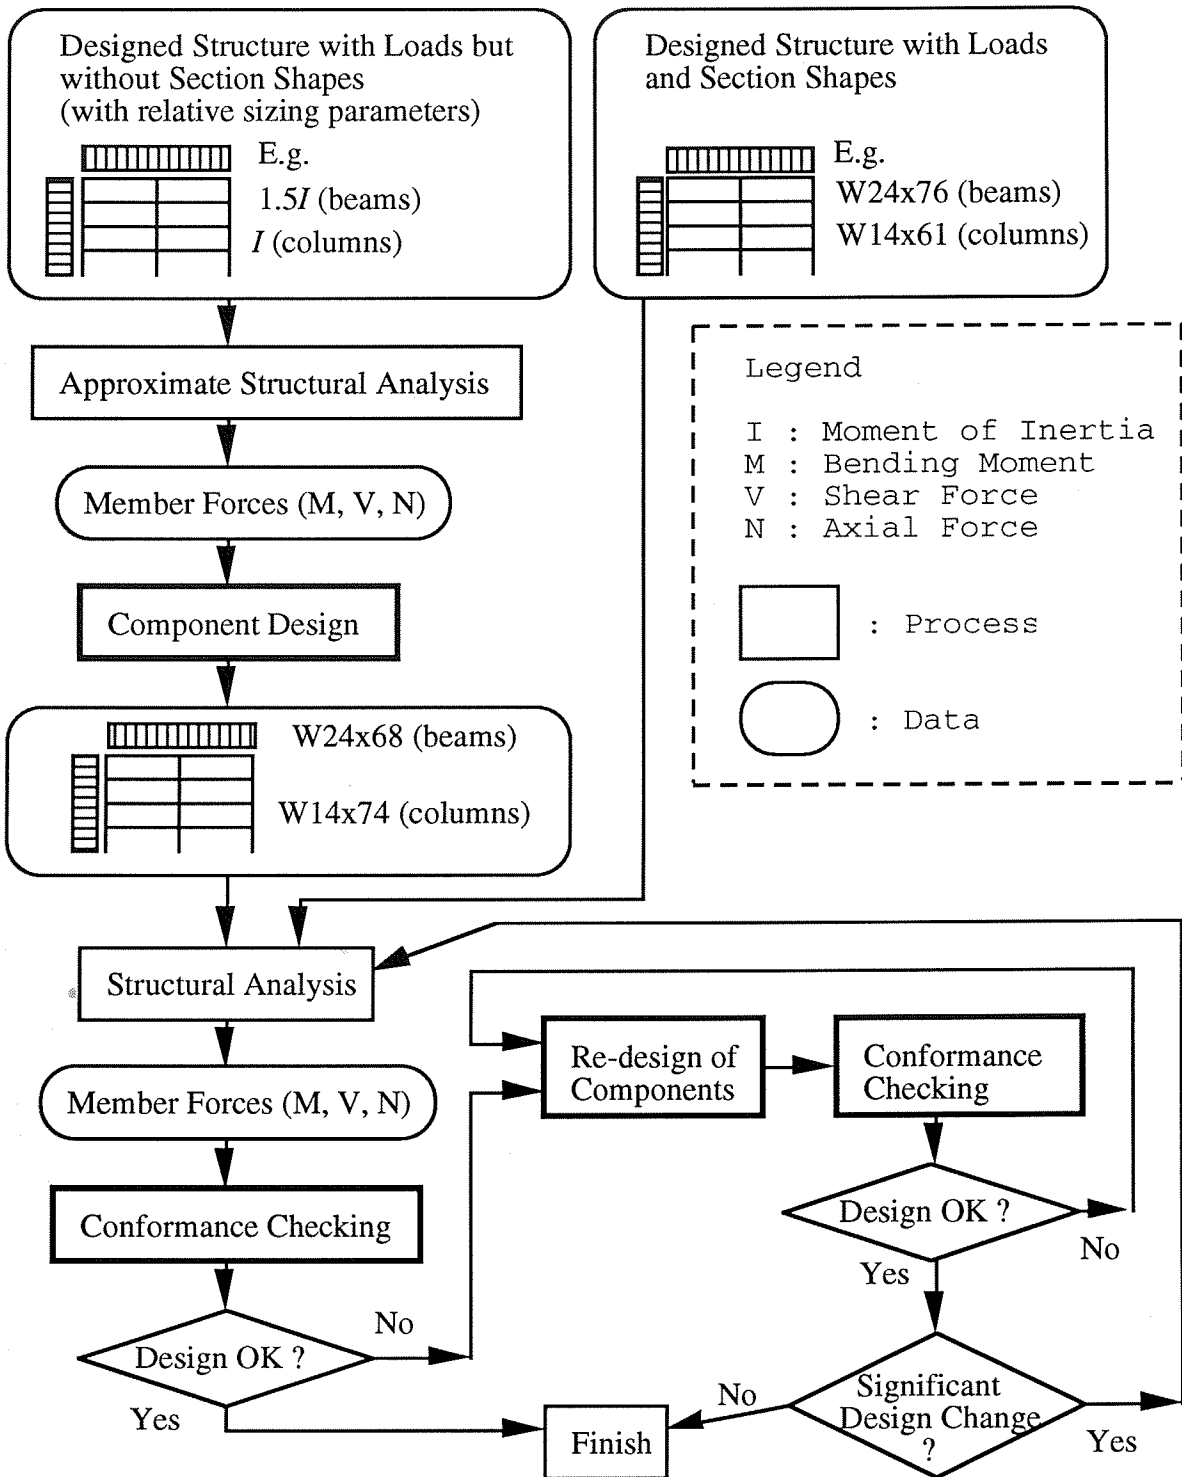 Designed Structure with Loads but
without Section Shapes
(with relative sizing parameters)
E.g.
1.5I (beams)
I (columns)
Designed Structure with Loads
and Section Shapes
E.g.
W24x76 (beams)
W14x61 (columns)
Legend
I : Moment of Inertia
M : Bending Moment
V : Shear Force
N : Axial Force
: Process
: Data
Approximate Structural Analysis
Member Forces (M, V, N)
Component Design
W24x68 (beams)
W14x74 (columns)
Structural Analysis
Member Forces (M, V, N)
Conformance Checking
Design OK ?
No
Yes
Re-design of
Components
Conformance
Checking
Design OK ?
No
Yes
Significant
Design Change
?
No
Yes
Finish